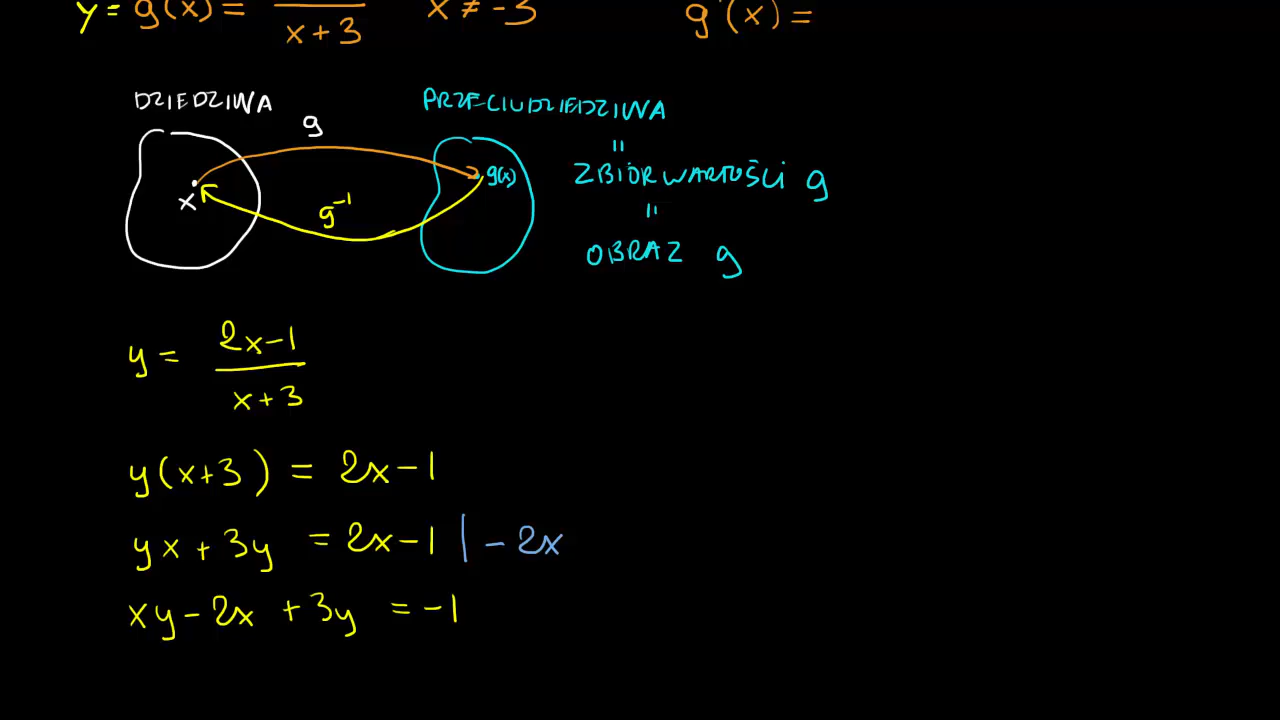 y = g(x) = ――― x + 3 x ≠ -3 g'(x) =
DZIEDZINA PRZECIWDZIEDZINA
g
" 
x g(x) ZBIÓR WARTOŚCI g
g⁻¹ "
OBRAZ g
y = (2x-1)/(x+3)
y(x+3) = 2x-1
yx + 3y = 2x-1 | - 2x
xy - 2x + 3y = -1